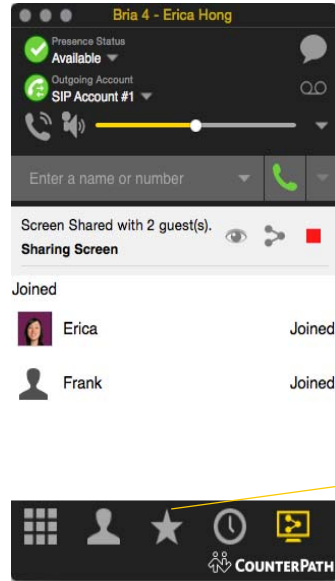 Bria 4 - Erica Hong
Presence Status
Available
Outgoing Account
SIP Account #1
Enter a name or number
Screen Shared with 2 guest(s).
Sharing Screen
Joined
Erica Joined
Frank Joined
COUNTERPATH